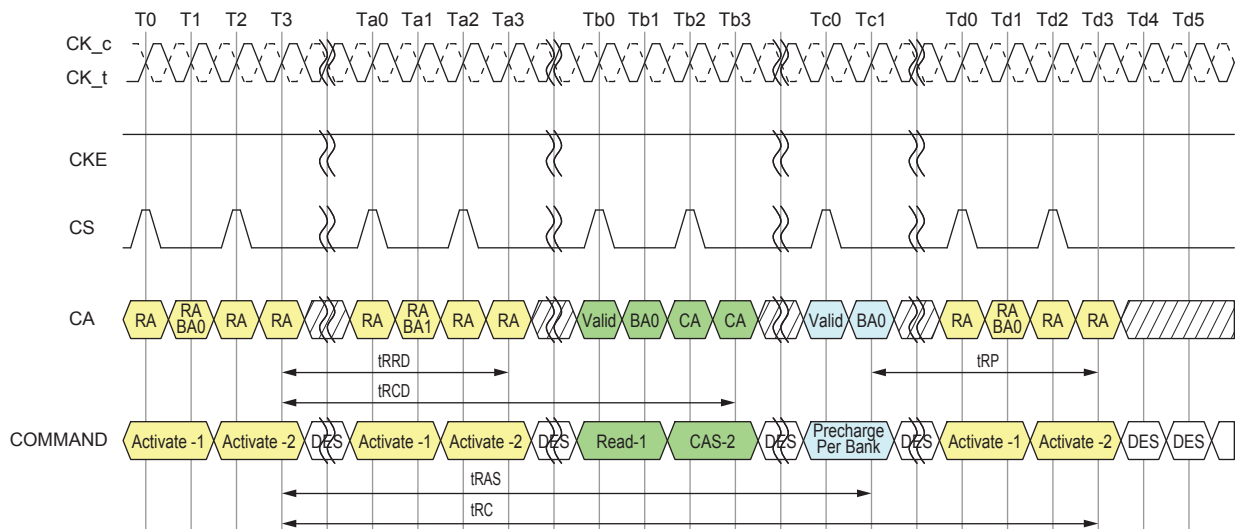 T0 T1 T2 T3 Ta0 Ta1 Ta2 Ta3 Tb0 Tb1 Tb2 Tb3 Tc0 Tc1 Td0 Td1 Td2 Td3 Td4 Td5
CK_c
CK_t
CKE
CS
CA RA RA BA0 RA RA RA RA BA1 RA RA Valid BA0 CA CA Valid BA0 RA RA BA0 RA RA
tRRD tRP
tRCD
COMMAND Activate -1 Activate -2 DES Activate -1 Activate -2 DES Read-1 CAS-2 DES Precharge Per Bank DES Activate -1 Activate -2 DES DES
tRAS
tRC